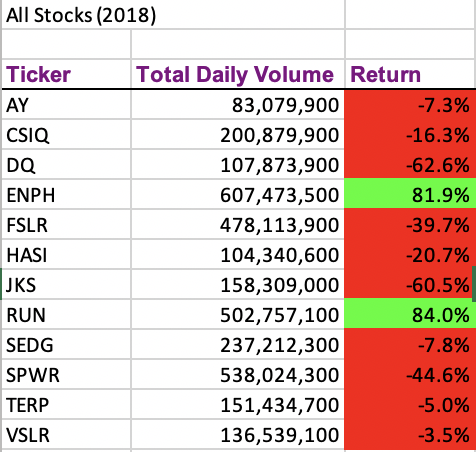 All Stocks (2018)
Ticker Total Daily Volume Return
AY 83,079,900 -7.3%
CSIQ 200,879,900 -16.3%
DQ 107,873,900 -62.6%
ENPH 607,473,500 81.9%
FSLR 478,113,900 -39.7%
HASI 104,340,600 -20.7%
JKS 158,309,000 -60.5%
RUN 502,757,100 84.0%
SEDG 237,212,300 -7.8%
SPWR 538,024,300 -44.6%
TERP 151,434,700 -5.0%
VSLR 136,539,100 -3.5%